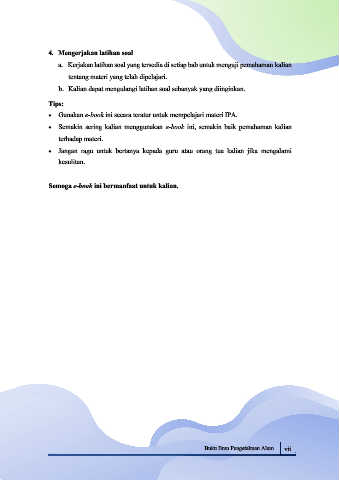 4. Mengerjakan latihan soal
a. Kerjakan latihan soal yang tersedia di setiap bab untuk menguji pemahaman kalian
tentang materi yang telah dipelajari.
b. Kalian dapat mengulangi latihan soal sebanyak yang diinginkan.
Tips:
• Gunakan e-book ini secara teratur untuk mempelajari materi IPA.
• Semakin sering kalian menggunakan e-book ini, semakin baik pemahaman kalian
terhadap materi.
• Jangan ragu untuk bertanya kepada guru atau orang tua kalian jika mengalami
kesulitan.
Semoga e-book ini bermanfaat untuk kalian.
Buku Ilmu Pengetahuan Alam vii